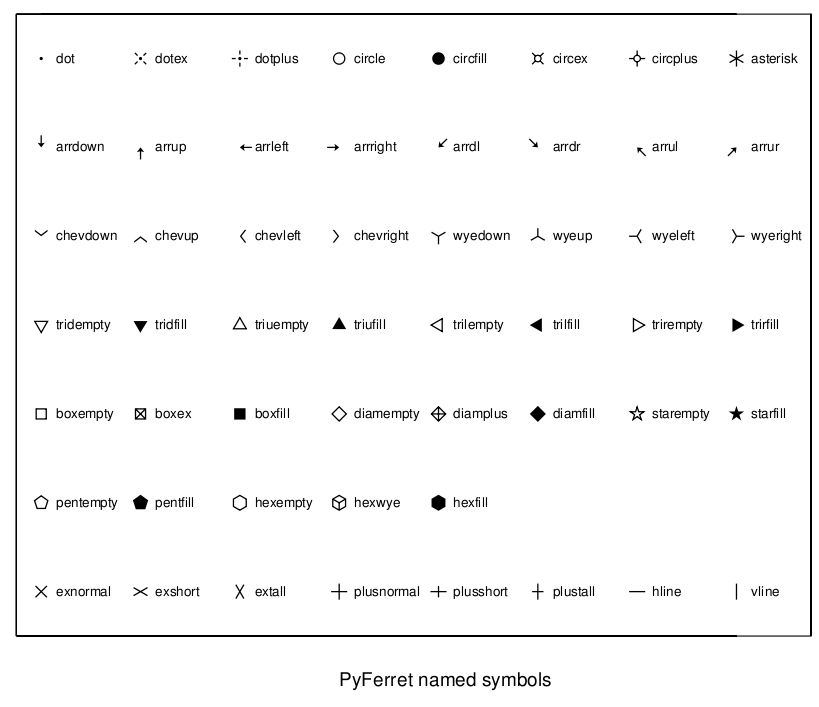 dot dotex dotplus circle circfill circex circplus asterisk
arrdown arrup arrleft arrright arrdl arrdr arrul arrur
chevdown chevup chevleft chevright wyedown wyeup wyeleft wyeright
tridempty tridfill triuempty triufill trilempty trilfill trirempty trirfill
boxempty boxex boxfill diamempty diamplus diamfill starempty starfill
pentempty pentfill hexempty hexwye hexfill
exnormal exshort extall plusnormal plusshort plustall hline vline
PyFerret named symbols